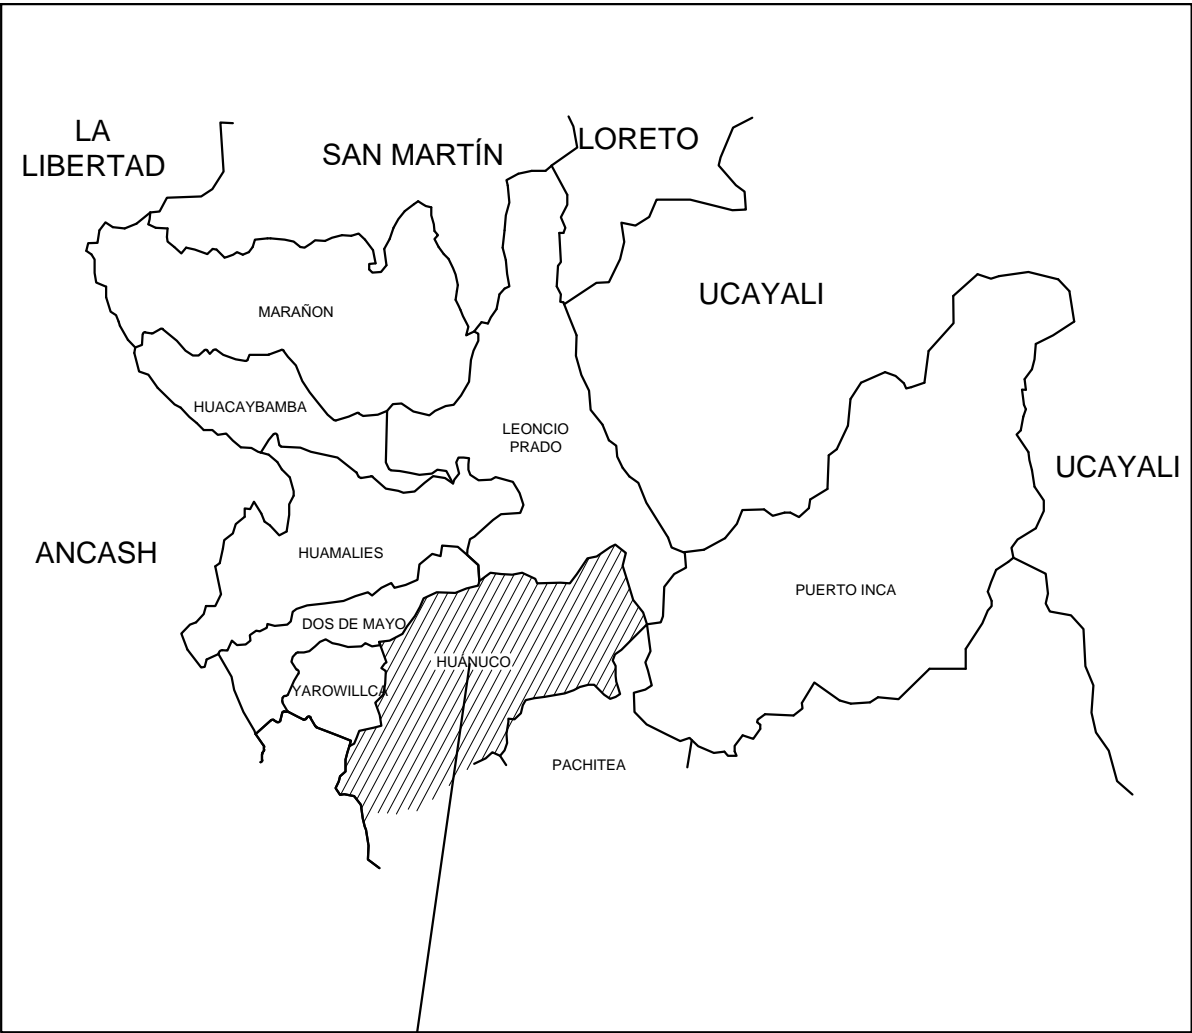 LA
LIBERTAD
SAN MARTÍN
LORETO
UCAYALI
MARAÑON
HUACAYBAMBA
LEONCIO
PRADO
UCAYALI
ANCASH
HUAMALIES
PUERTO INCA
DOS DE MAYO
HUÁNUCO
YAROWILLCA
PACHITEA